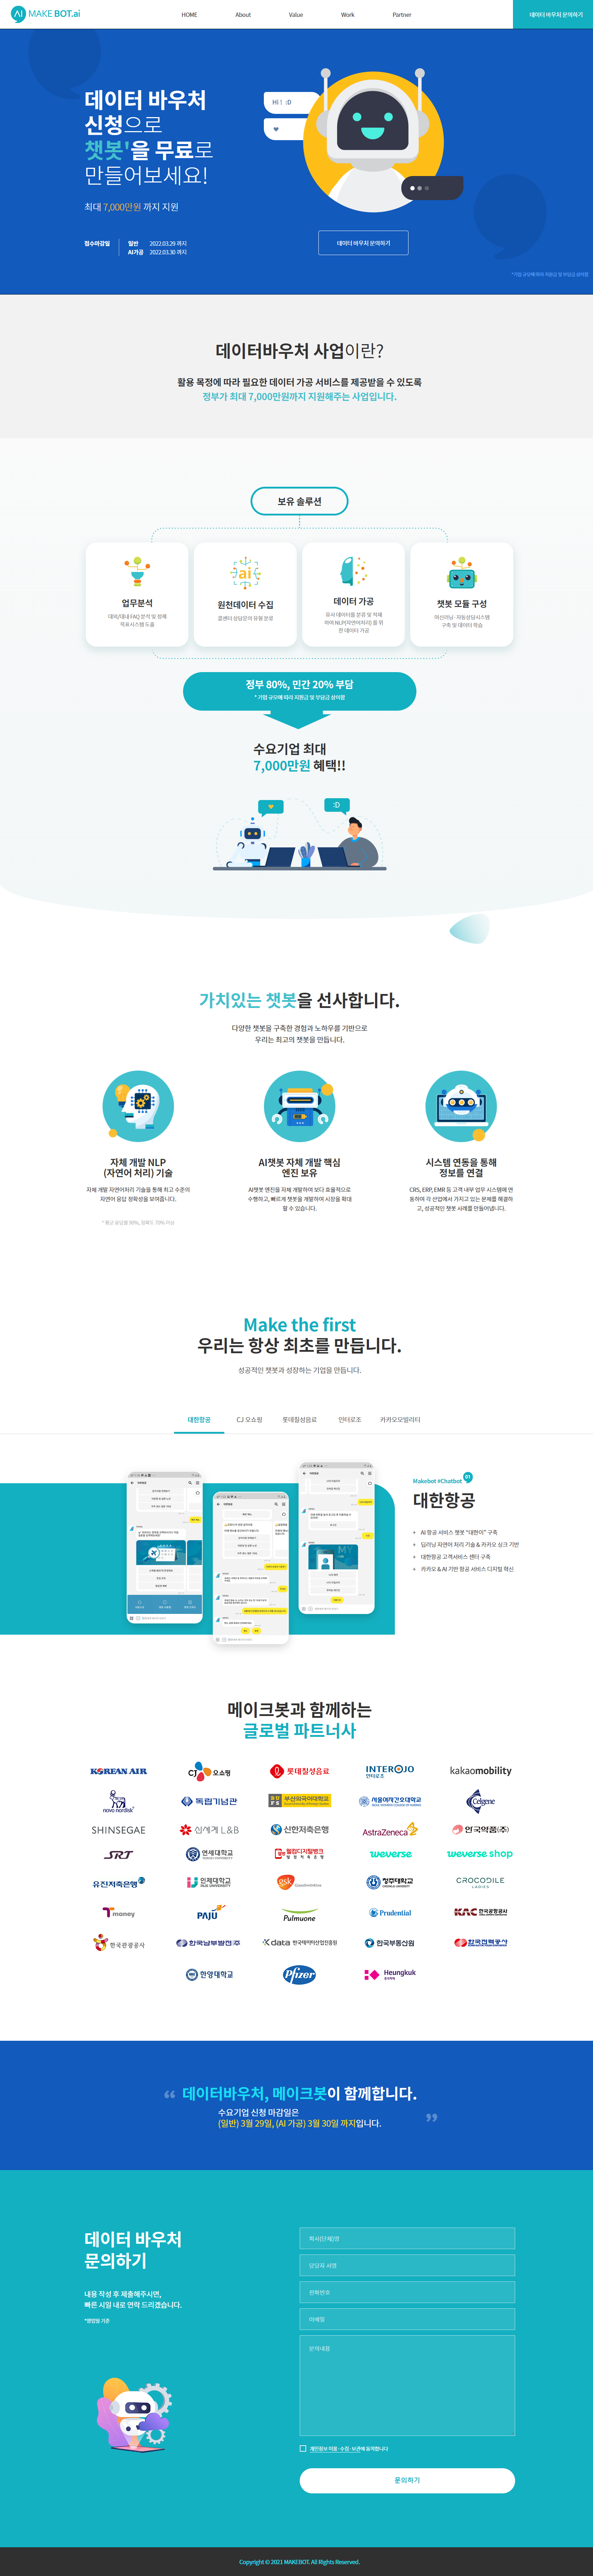 AI MAKE BOT.ai
HOME
About
Value
Work
Partner
데이터 바우처 문의하기
데이터 바우처
신청으로
챗봇'을 무료로
만들어보세요!
최대 7,000만원 까지 지원
접수마감일
일반 2022.03.29 까지
AI가공 2022.03.30 까지
Hi ! :D
데이터 바우처 문의하기
*기업 규모에 따라 지원금 및 부담금 상이함
데이터바우처 사업이란?
활용 목정에 따라 필요한 데이터 가공 서비스를 제공받을 수 있도록
정부가 최대 7,000만원까지 지원해주는 사업입니다.
보유 솔루션
업무분석
대외/대내 FAQ 분석 및 정제
목표시스템 도출
ai
원천데이터 수집
콜센터 상담문의 유형 분류
데이터 가공
유사 데이터를 분류 및 적재
하며 NLP(자연어처리)를 위
한 데이터 가공
챗봇 모듈 구성
머신러닝 · 자동상담시스템
구축 및 데이터 학습
정부 80%, 민간 20% 부담
* 기업 규모에 따라 지원금 및 부담금 상이함
수요기업 최대
7,000만원 혜택!!
:D
가치있는 챗봇을 선사합니다.
다양한 챗봇을 구축한 경험과 노하우를 기반으로
우리는 최고의 챗봇을 만듭니다.
자체 개발 NLP
(자연어 처리) 기술
자체 개발 자연어처리 기술을 통해 최고 수준의
자연어 응답 정확성을 보여줍니다.
* 평균 응답률 90%, 정확도 70% 이상
AI챗봇 자체 개발 핵심
엔진 보유
AI챗봇 엔진을 자체 개발하여 보다 효율적으로
수행하고, 빠르게 챗봇을 개발하여 시장을 확대
할 수 있습니다.
시스템 연동을 통해
정보를 연결
CRS, ERP, EMR 등 고객 내부 업무 시스템에 연
동하여 각 산업에서 가지고 있는 문제를 해결하
고, 성공적인 챗봇 사례를 만들어냅니다.
Make the first
우리는 항상 최초를 만듭니다.
성공적인 챗봇과 성장하는 기업을 만듭니다.
대한항공
CJ 오쇼핑
롯데칠성음료
인터로조
카카오모빌리티
Makebot #Chatbot 01
대한항공
+ AI 항공 서비스 챗봇 "대한이" 구축
+ 딥러닝 자연어 처리 기술 & 카카오 싱크 기반
+ 대한항공 고객서비스 센터 구축
+ 카카오 & AI 기반 항공 서비스 디지털 혁신
메이크봇과 함께하는
글로벌 파트너사
KOREAN AIR
CJ 오쇼핑
롯데칠성음료
INTEROJO
인터로조
kakaomobility
novo nordisk
독립기념관
BUFS 부산외국어대학교
서울여자간호대학교
Celgene
SHINSEGAE
신세계 L&B
신한저축은행
AstraZeneca
한국약품(주)
SRT
연세대학교
웰컴디지털뱅크
weverse
weverse shop
유진저축은행
인제대학교
gsk GlaxoSmithKline
청주대학교
CROCODILE
LADIES
Tmoney
PAJU
Pulmuone
Prudential
KAC 한국공항공사
한국관광공사
한국남부발전(주)
Kdata 한국데이터산업진흥원
한국부동산원
한국전력공사
한양대학교
Pfizer
Heungkuk
“ 데이터바우처, 메이크봇이 함께합니다.
수요기업 신청 마감일은
(일반) 3월 29일, (AI 가공) 3월 30일 까지입니다. ”
데이터 바우처
문의하기
내용 작성 후 제출해주시면,
빠른 시일 내로 연락 드리겠습니다.
*영업일 기준
회사(단체)명
담당자 서명
전화번호
이메일
문의내용
개인정보 이용 · 수집 · 보관에 동의합니다
문의하기
Copyright © 2021 MAKEBOT. All Rights Reserved.